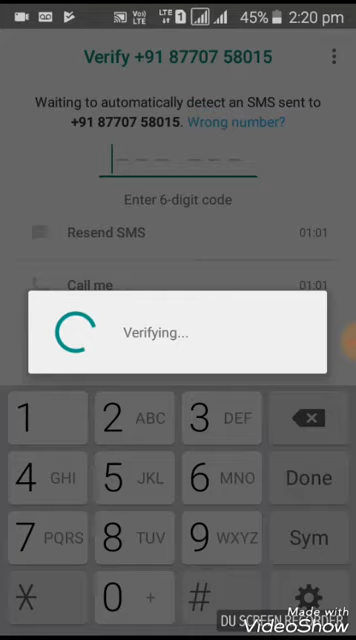 VoLTE LTE 1 45% 2:20 pm
Verify +91 87707 58015
Waiting to automatically detect an SMS sent to
+91 87707 58015. Wrong number?
Enter 6-digit code
Resend SMS 01:01
Call me 01:01
Verifying...
1 2 ABC 3 DEF
4 GHI 5 JKL 6 MNO Done
7 PQRS 8 TUV 9 WXYZ Sym
* 0 + #
DU SCREEN RECORDER
Made with
VideoShow